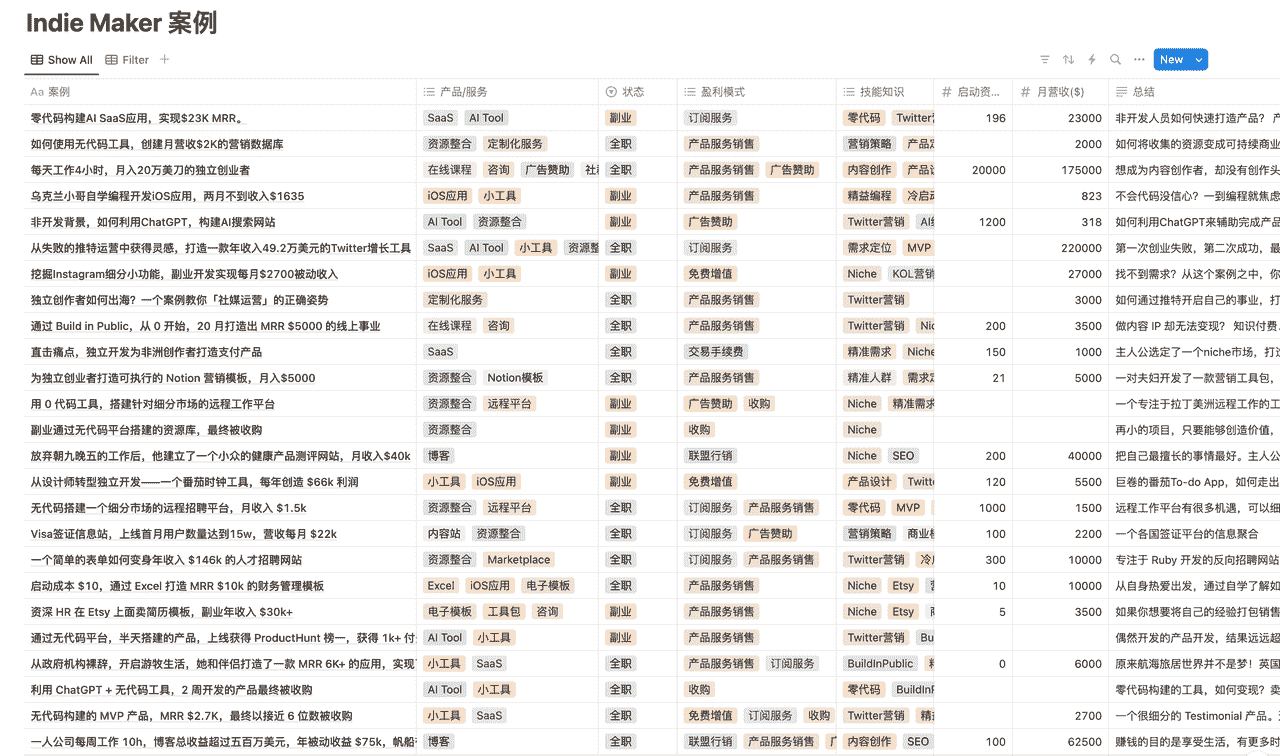 Indie Maker 案例
Show All Filter New
Aa 案例 产品/服务 状态 盈利模式 技能知识 # 启动资... # 月营收($) 总结
零代码构建AI SaaS应用，实现$23K MRR。 SaaS AI Tool 副业 订阅服务 零代码 Twitter 196 23000 非开发人员如何快速打造产品？
如何使用无代码工具，创建月营收$2K的营销数据库 资源整合 定制化服务 全职 产品服务销售 营销策略 产品 2000 如何将收集的资源变成可持续商业
每天工作4小时，月入20万美刀的独立创业者 在线课程 咨询 广告赞助 社 全职 产品服务销售 广告赞助 内容创作 产品 20000 175000 想成为内容创作者，却没有创作头
乌克兰小哥自学编程开发iOS应用，两月不到收入$1635 iOS应用 小工具 副业 产品服务销售 精益编程 冷启 823 不会代码没信心？一到编程就焦虑
非开发背景，如何利用ChatGPT，构建AI搜索网站 AI Tool 资源整合 副业 广告赞助 Twitter营销 AI 1200 318 如何利用ChatGPT来辅助完成产品
从失败的推特运营中获得灵感，打造一款年收入49.2万美元的Twitter增长工具 SaaS AI Tool 小工具 资源 全职 订阅服务 需求定位 MVP 220000 第一次创业失败，第二次成功，最
挖掘Instagram细分小功能，副业开发实现每月$2700被动收入 iOS应用 小工具 副业 免费增值 Niche KOL营销 27000 找不到需求？从这个案例之中，你
独立创作者如何出海？一个案例教你「社媒运营」的正确姿势 定制化服务 全职 产品服务销售 Twitter营销 3000 如何通过推特开启自己的事业，打
通过 Build in Public，从 0 开始，20 月打造出 MRR $5000 的线上事业 在线课程 咨询 全职 产品服务销售 Twitter营销 Nic 200 3500 做内容 IP 却无法变现？ 知识付费
直击痛点，独立开发为非洲创作者打造支付产品 SaaS 全职 交易手续费 精准需求 Niche 150 1000 主人公选定了一个niche市场，打
为独立创业者打造可执行的 Notion 营销模板，月入$5000 资源整合 Notion模板 全职 产品服务销售 精准人群 需求 21 5000 一对夫妇开发了一款营销工具包，
用 0 代码工具，搭建针对细分市场的远程工作平台 资源整合 远程平台 副业 广告赞助 收购 Niche 精准需求 一个专注于拉丁美洲远程工作的工
副业通过无代码平台搭建的资源库，最终被收购 资源整合 副业 收购 Niche 再小的项目，只要能够创造价值，
放弃朝九晚五的工作后，他建立了一个小众的健康产品测评网站，月收入$40k 博客 副业 联盟行销 Niche SEO 200 40000 把自己最擅长的事情最好。主人公
从设计师转型独立开发——一个番茄时钟工具，每年创造 $66k 利润 小工具 iOS应用 副业 免费增值 产品设计 Twitt 120 5500 巨卷的番茄To-do App，如何走出
无代码搭建一个细分市场的远程招聘平台，月收入 $1.5k 资源整合 远程平台 全职 订阅服务 产品服务销售 零代码 MVP 1000 1500 远程工作平台有很多机遇，可以细
Visa签证信息站，上线首月用户数量达到15w，营收每月 $22k 内容站 资源整合 全职 订阅服务 广告赞助 营销策略 商业 100 2200 一个各国签证平台的信息聚合
一个简单的表单如何变身年收入 $146k 的人才招聘网站 资源整合 Marketplace 全职 订阅服务 产品服务销售 Twitter营销 冷 300 10000 专注于 Ruby 开发的反向招聘网站
启动成本 $10，通过 Excel 打造 MRR $10k 的财务管理模板 Excel iOS应用 电子模板 全职 产品服务销售 Niche Etsy 10 10000 从自身热爱出发，通过自学了解如
资深 HR 在 Etsy 上面卖简历模板，副业年收入 $30k+ 电子模板 工具包 咨询 副业 产品服务销售 Niche Etsy 5 3500 如果你想要将自己的经验打包销售
通过无代码平台，半天搭建的产品，上线获得 ProductHunt 榜一，获得 1k+ 付 AI Tool 小工具 副业 产品服务销售 Twitter营销 Bu 偶然开发的产品开发，结果远远超
从政府机构裸辞，开启游牧生活，她和伴侣打造了一款 MRR 6K+ 的应用，实现 小工具 SaaS 全职 产品服务销售 订阅服务 BuildInPublic 0 6000 原来航海旅居世界并不是梦！英国
利用 ChatGPT + 无代码工具，2 周开发的产品最终被收购 AI Tool 小工具 全职 收购 零代码 BuildInP 零代码构建的工具，如何变现？卖
无代码构建的 MVP 产品，MRR $2.7K，最终以接近 6 位数被收购 小工具 SaaS 全职 免费增值 订阅服务 收购 Twitter营销 精 2700 一个很细分的 Testimonial 产品。
一人公司每周工作 10h，博客总收益超过五百万美元，年被动收益 $75k，帆船 博客 全职 联盟行销 产品服务销售 内容创作 SEO 100 62500 赚钱的目的是享受生活，有更多时